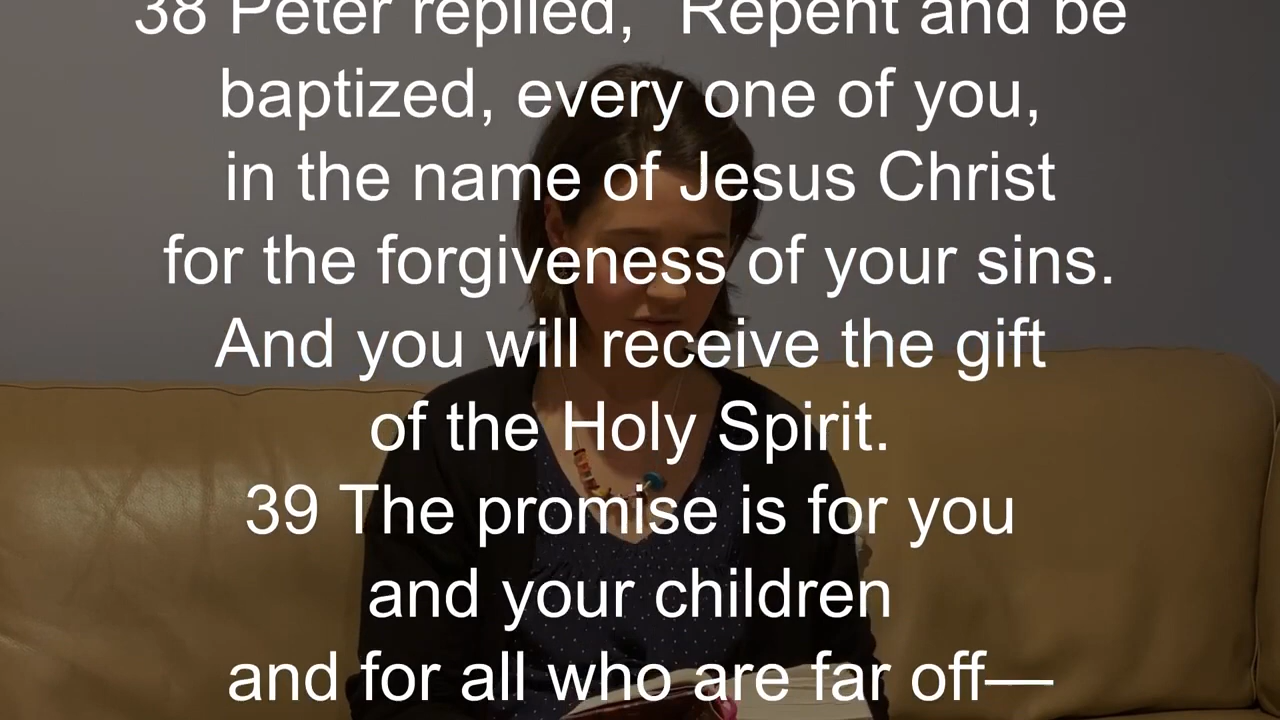 38 Peter replied, "Repent and be
baptized, every one of you,
in the name of Jesus Christ
for the forgiveness of your sins.
And you will receive the gift
of the Holy Spirit.
39 The promise is for you
and your children
and for all who are far off—